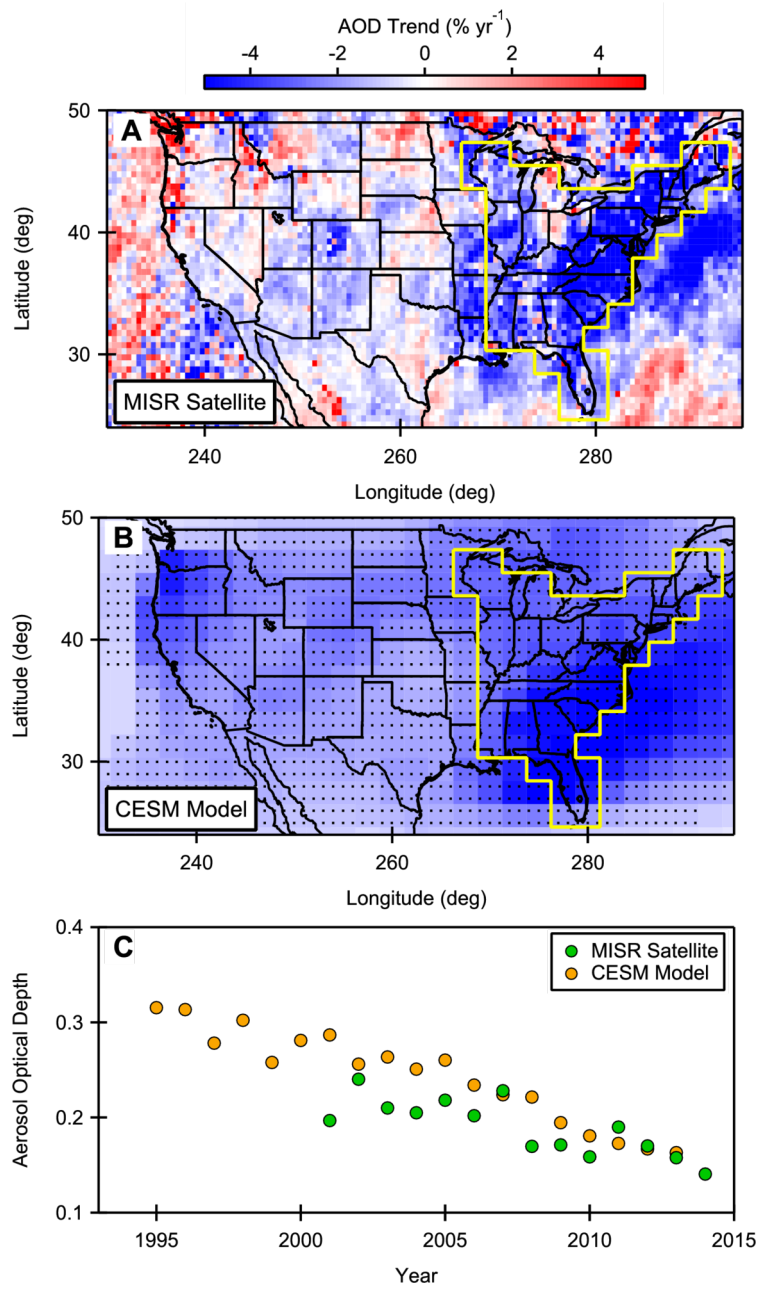 AOD Trend (% yr⁻¹)
-4 -2 0 2 4
A
50
40
30
Latitude (deg)
MISR Satellite
240 260 280
Longitude (deg)
B
50
40
30
Latitude (deg)
CESM Model
240 260 280
Longitude (deg)
C
0.4
0.3
0.2
0.1
Aerosol Optical Depth
MISR Satellite
CESM Model
1995 2000 2005 2010 2015
Year